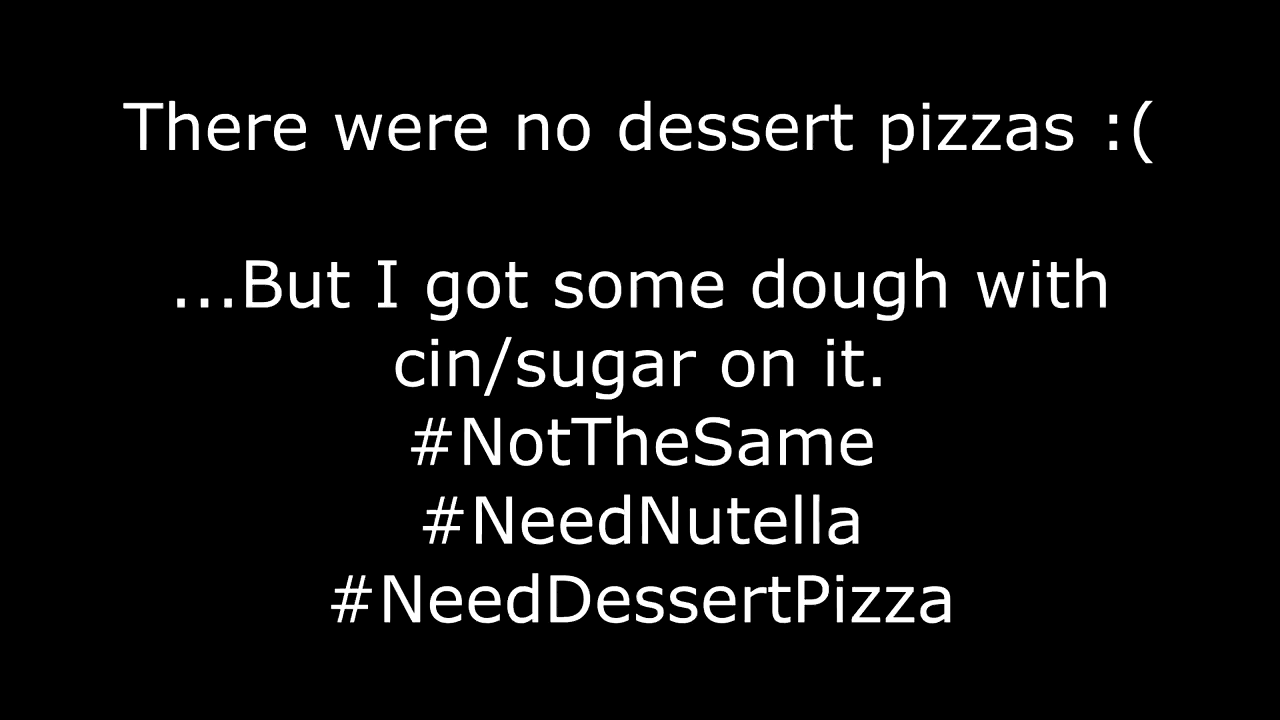 There were no dessert pizzas :(
...But I got some dough with
cin/sugar on it.
#NotTheSame
#NeedNutella
#NeedDessertPizza